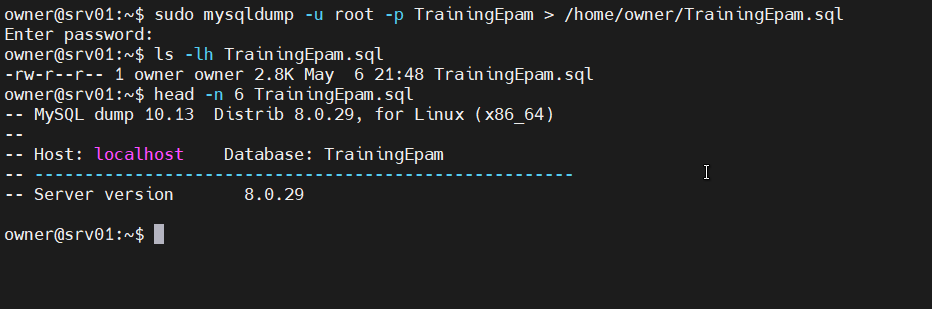 owner@srv01:~$ sudo mysqldump -u root -p TrainingEpam > /home/owner/TrainingEpam.sql
Enter password:
owner@srv01:~$ ls -lh TrainingEpam.sql
-rw-r--r-- 1 owner owner 2.8K May  6 21:48 TrainingEpam.sql
owner@srv01:~$ head -n 6 TrainingEpam.sql
-- MySQL dump 10.13  Distrib 8.0.29, for Linux (x86_64)
--
-- Host: localhost    Database: TrainingEpam
-- ------------------------------------------------------
-- Server version       8.0.29
owner@srv01:~$